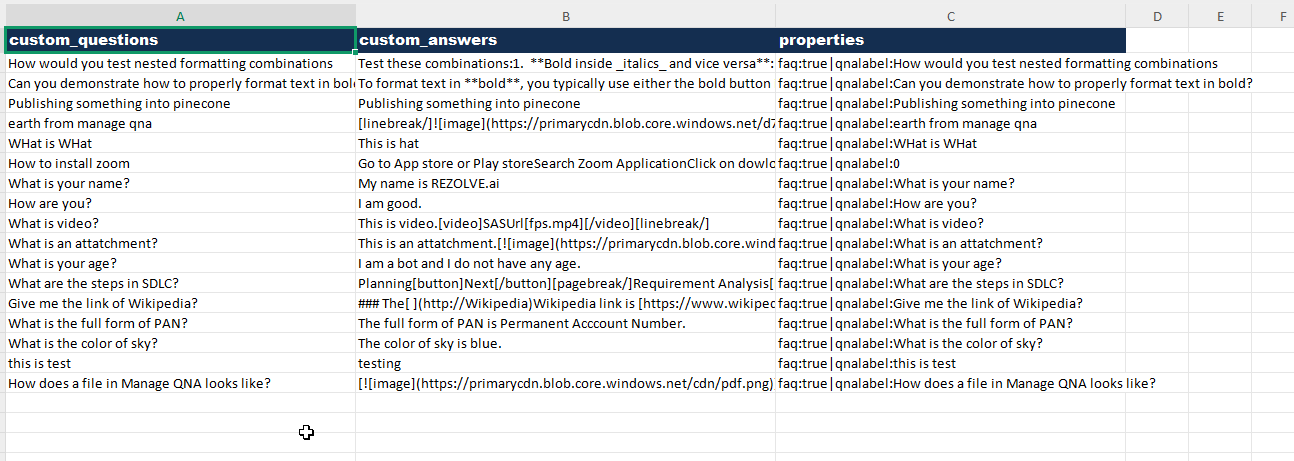 A B C D E F
custom_questions custom_answers properties
How would you test nested formatting combinations Test these combinations:1. **Bold inside _italics_ and vice versa**: faq:true|qnalabel:How would you test nested formatting combinations
Can you demonstrate how to properly format text in bol To format text in **bold**, you typically use either the bold button faq:true|qnalabel:Can you demonstrate how to properly format text in bold?
Publishing something into pinecone Publishing something into pinecone faq:true|qnalabel:Publishing something into pinecone
earth from manage qna [linebreak/]![image](https://primarycdn.blob.core.windows.net/d7 faq:true|qnalabel:earth from manage qna
WHat is WHat This is hat faq:true|qnalabel:WHat is WHat
How to install zoom Go to App store or Play storeSearch Zoom ApplicationClick on dowlo faq:true|qnalabel:0
What is your name? My name is REZOLVE.ai faq:true|qnalabel:What is your name?
How are you? I am good. faq:true|qnalabel:How are you?
What is video? This is video.[video]SASUrl[fps.mp4][/video][linebreak/] faq:true|qnalabel:What is video?
What is an attatchment? This is an attatchment.[![image](https://primarycdn.blob.core.wind faq:true|qnalabel:What is an attachment?
What is your age? I am a bot and I do not have any age. faq:true|qnalabel:What is your age?
What are the steps in SDLC? Planning[button]Next[/button][pagebreak/]Requirement Analysis[ faq:true|qnalabel:What are the steps in SDLC?
Give me the link of Wikipedia? ### The[ ](http://Wikipedia)Wikipedia link is [https://www.wikipec faq:true|qnalabel:Give me the link of Wikipedia?
What is the full form of PAN? The full form of PAN is Permanent Acccount Number. faq:true|qnalabel:What is the full form of PAN?
What is the color of sky? The color of sky is blue. faq:true|qnalabel:What is the color of sky?
this is test testing faq:true|qnalabel:this is test
How does a file in Manage QNA looks like? [![image](https://primarycdn.blob.core.windows.net/cdn/pdf.png) faq:true|qnalabel:How does a file in Manage QNA looks like?